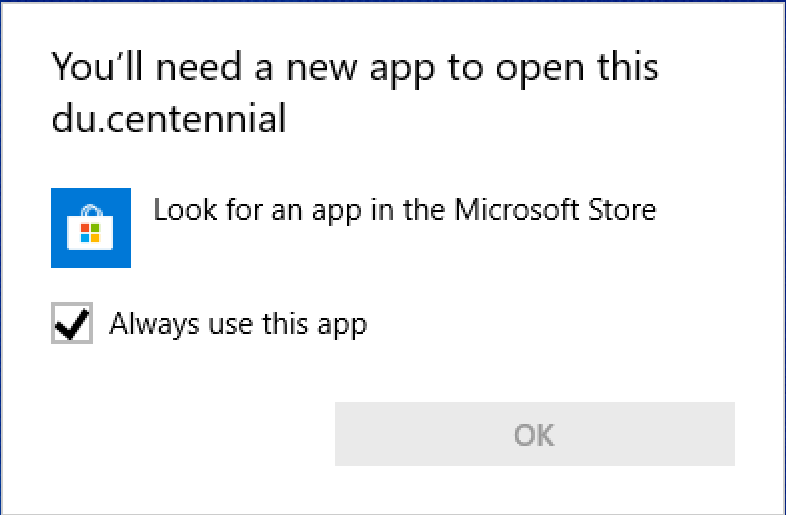 You’ll need a new app to open this
du.centennial
Look for an app in the Microsoft Store
Always use this app
OK